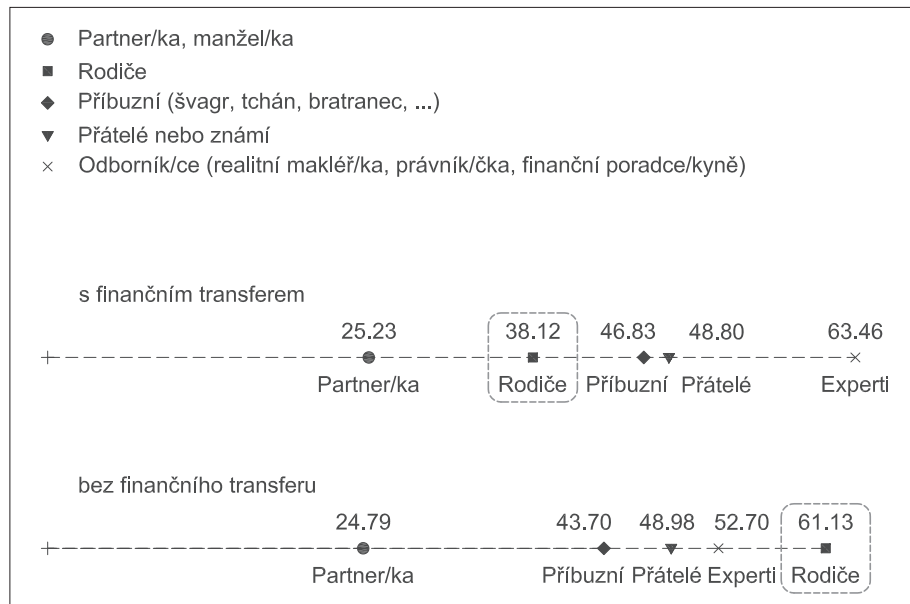 Partner/ka, manžel/ka
Rodiče
Příbuzní (švagr, tchán, bratranec, ...)
Přátelé nebo známí
Odborník/ce (realitní makléř/ka, právník/čka, finanční poradce/kyně)
s finančním transferem
25.23 38.12 46.83 48.80 63.46
Partner/ka Rodiče Příbuzní Přátelé Experti
bez finančního transferu
24.79 43.70 48.98 52.70 61.13
Partner/ka Příbuzní Přátelé Experti Rodiče